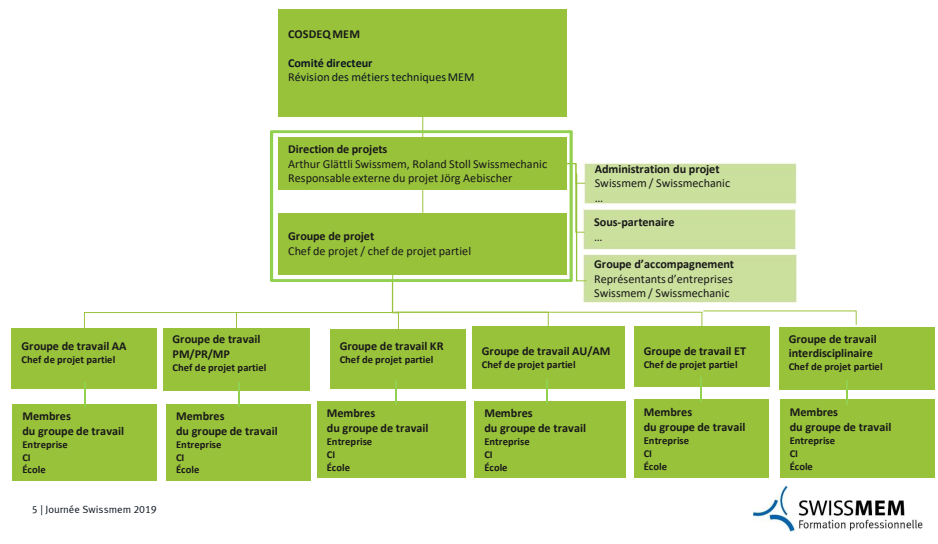 COSDEQ MEM
Comité directeur
Révision des métiers techniques MEM
Direction de projets
Arthur Glättli Swissmem, Roland Stoll Swissmechanic
Responsable externe du projet Jörg Aebischer
Groupe de projet
Chef de projet / chef de projet partiel
Administration du projet
Swissmem / Swissmechanic
...
Sous-partenaire
...
Groupe d'accompagnement
Représentants d'entreprises
Swissmem / Swissmechanic
Groupe de travail AA
Chef de projet partiel
Groupe de travail
PM/PR/MP
Chef de projet partiel
Groupe de travail KR
Chef de projet partiel
Groupe de travail AU/AM
Chef de projet partiel
Groupe de travail ET
Chef de projet partiel
Groupe de travail
interdisciplinaire
Chef de projet partiel
Membres
du groupe de travail
Entreprise
CI
École
Membres
du groupe de travail
Entreprise
CI
École
Membres
du groupe de travail
Entreprise
CI
École
Membres
du groupe de travail
Entreprise
CI
École
Membres
du groupe de travail
Entreprise
CI
École
Membres
du groupe de travail
Entreprise
CI
École
5 | Journée Swissmem 2019
SWISSMEM
Formation professionnelle